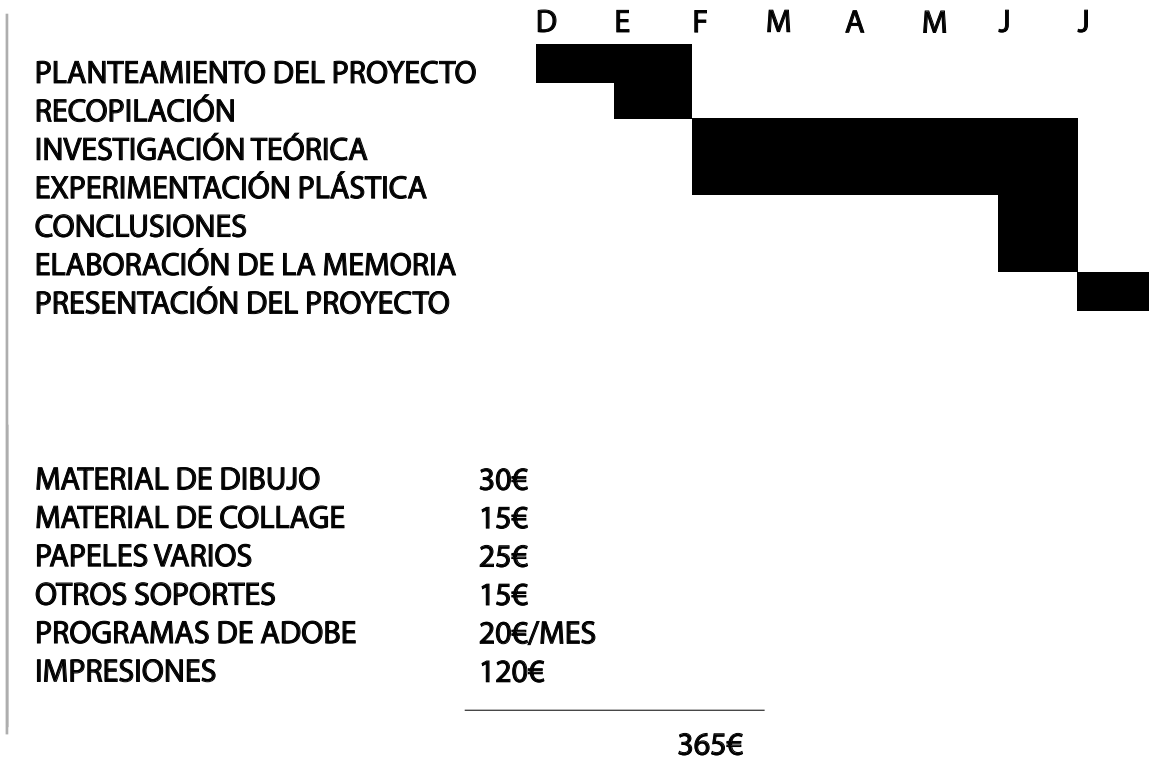 D E F M A M J J
PLANTEAMIENTO DEL PROYECTO
RECOPILACIÓN
INVESTIGACIÓN TEÓRICA
EXPERIMENTACIÓN PLÁSTICA
CONCLUSIONES
ELABORACIÓN DE LA MEMORIA
PRESENTACIÓN DEL PROYECTO
MATERIAL DE DIBUJO 30€
MATERIAL DE COLLAGE 15€
PAPELES VARIOS 25€
OTROS SOPORTES 15€
PROGRAMAS DE ADOBE 20€/MES
IMPRESIONES 120€
365€